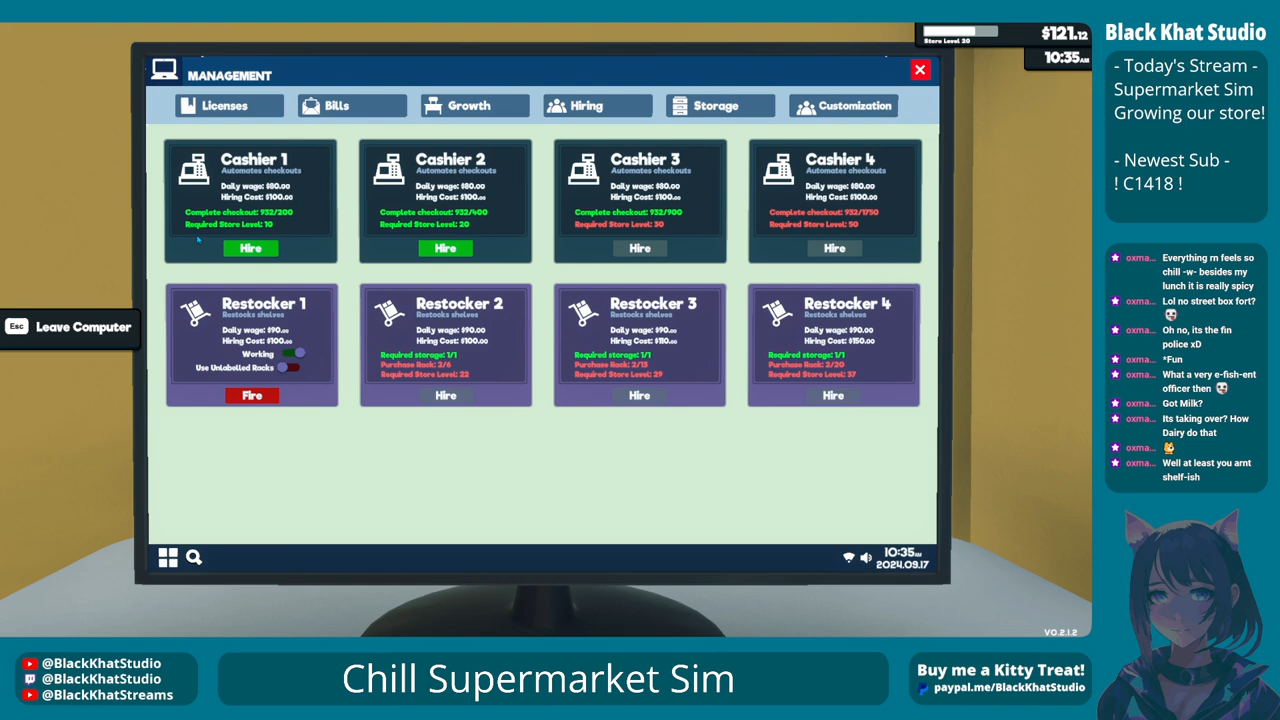 MANAGEMENT
Licenses
Bills
Growth
Hiring
Storage
Customization
Cashier 1
Automates checkouts
Daily wage: $80.00
Hiring Cost: $100.00
Complete checkout: 932/200
Required Store Level: 10
Hire
Cashier 2
Automates checkouts
Daily wage: $80.00
Hiring Cost: $100.00
Complete checkout: 932/400
Required Store Level: 20
Hire
Cashier 3
Automates checkouts
Daily wage: $80.00
Hiring Cost: $100.00
Complete checkout: 932/900
Required Store Level: 30
Hire
Cashier 4
Automates checkouts
Daily wage: $80.00
Hiring Cost: $100.00
Complete checkout: 932/1750
Required Store Level: 50
Hire
Restocker 1
Restocks shelves
Daily wage: $90.00
Hiring Cost: $100.00
Working
Use Unlabelled Racks
Fire
Restocker 2
Restocks shelves
Daily wage: $90.00
Hiring Cost: $100.00
Required storage: 1/1
Purchase Rack: 2/6
Required Store Level: 22
Hire
Restocker 3
Restocks shelves
Daily wage: $90.00
Hiring Cost: $110.00
Required storage: 1/1
Purchase Rack: 2/13
Required Store Level: 29
Hire
Restocker 4
Restocks shelves
Daily wage: $90.00
Hiring Cost: $150.00
Required storage: 1/1
Purchase Rack: 2/20
Required Store Level: 37
Hire
10:35AM
2024.09.17
Esc Leave Computer
Store Level 20
$121.12
10:35AM
V0.2.1.2
Black Khat Studio
- Today's Stream -
Supermarket Sim
Growing our store!
- Newest Sub -
! C1418 !
oxma... Everything rn feels so
chill -w- besides my
lunch it is really spicy
oxma... Lol no street box fort?
oxma... Oh no, its the fin
police xD
oxma... *Fun
oxma... What a very e-fish-ent
officer then
oxma... Got Milk?
oxma... Its taking over? How
Dairy do that
oxma...
oxma... Well at least you arnt
shelf-ish
@BlackKhatStudio
@BlackKhatStudio
@BlackKhatStreams
Chill Supermarket Sim
Buy me a Kitty Treat!
paypal.me/BlackKhatStudio